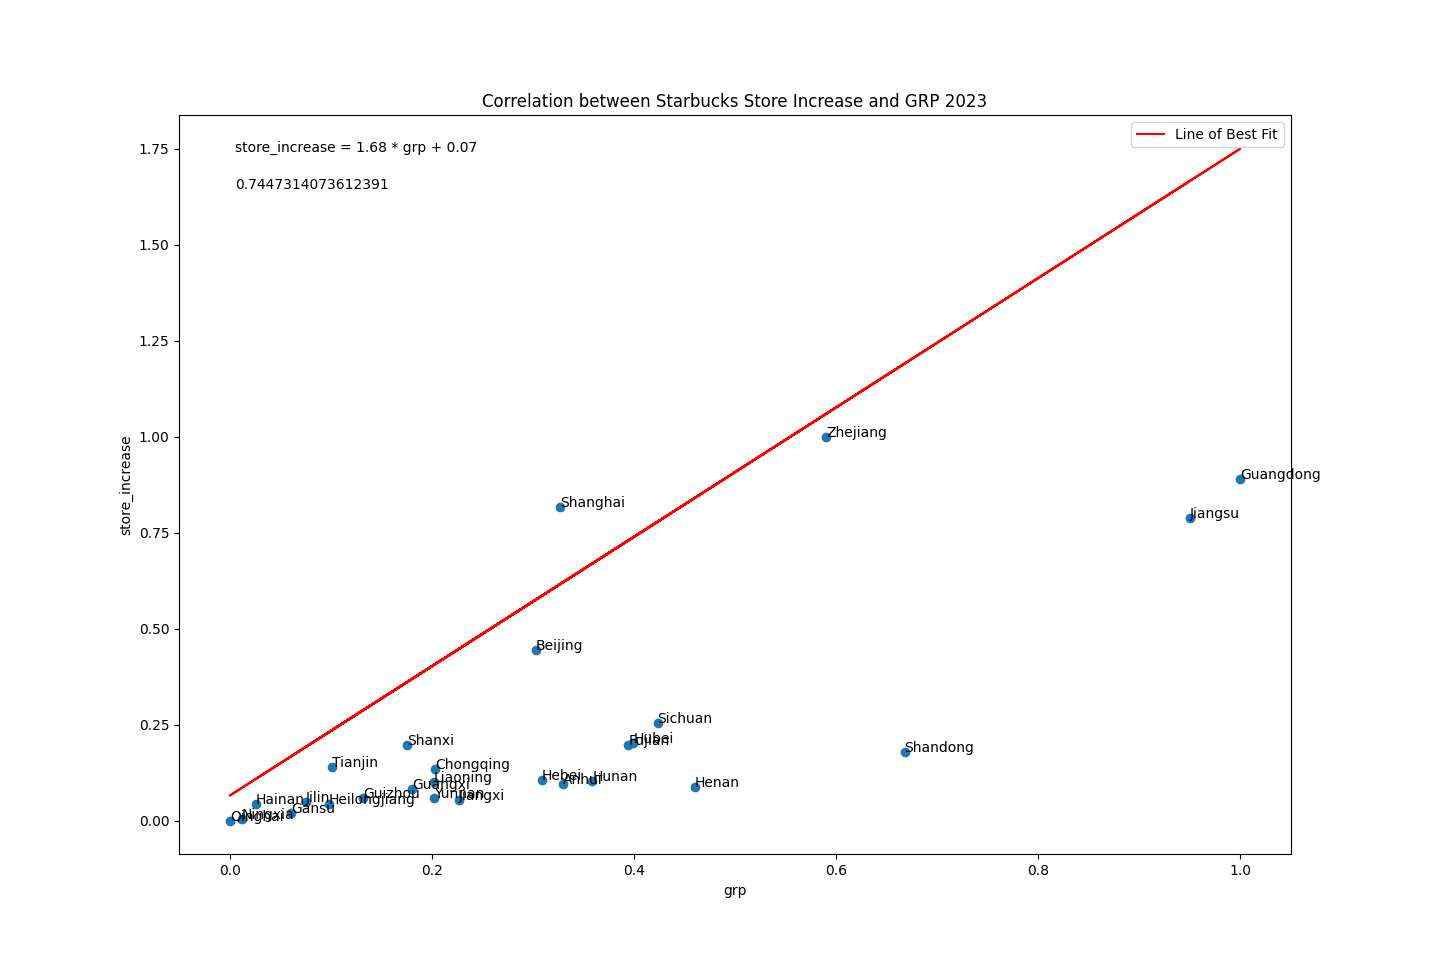 Correlation between Starbucks Store Increase and GRP 2023
store_increase = 1.68 * grp + 0.07
0.7447314073612391
Line of Best Fit
1.75
1.50
1.25
1.00
0.75
0.50
0.25
0.00
store_increase
Zhejiang
Guangdong
Shanghai
Jiangsu
Beijing
Sichuan
Hubei
Fujian
Shanxi
Shandong
Tianjin
Chongqing
Liaoning
Hebei
Hunan
Anhui
Guangxi
Henan
Guizhou
Yunnan
Jiangxi
Jilin
Hainan
Heilongjiang
Gansu
Ningxia
Qinghai
0.0 0.2 0.4 0.6 0.8 1.0
grp